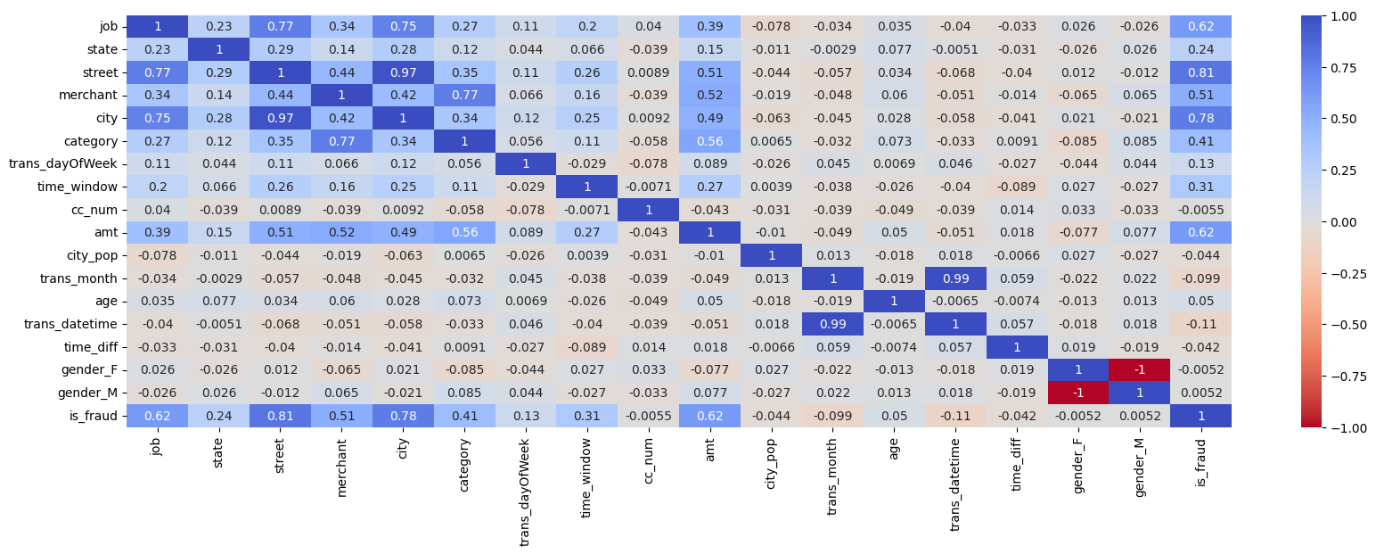 job 1 0.23 0.77 0.34 0.75 0.27 0.11 0.2 0.04 0.39 -0.078 -0.034 0.035 -0.04 -0.033 0.026 -0.026 0.62 1.00
state 0.23 1 0.29 0.14 0.28 0.12 0.044 0.066 -0.039 0.15 -0.011 -0.0029 0.077 -0.0051 -0.031 -0.026 0.026 0.24
street 0.77 0.29 1 0.44 0.97 0.35 0.11 0.26 0.0089 0.51 -0.044 -0.057 0.034 -0.068 -0.04 0.012 -0.012 0.81 0.75
merchant 0.34 0.14 0.44 1 0.42 0.77 0.066 0.16 -0.039 0.52 -0.019 -0.048 0.06 -0.051 -0.014 -0.065 0.065 0.51
city 0.75 0.28 0.97 0.42 1 0.34 0.12 0.25 0.0092 0.49 -0.063 -0.045 0.028 -0.058 -0.041 0.021 -0.021 0.78 0.50
category 0.27 0.12 0.35 0.77 0.34 1 0.056 0.11 -0.058 0.56 0.0065 -0.032 0.073 -0.033 0.0091 -0.085 0.085 0.41
trans_dayOfWeek 0.11 0.044 0.11 0.066 0.12 0.056 1 -0.029 -0.078 0.089 -0.026 0.045 0.0069 0.046 -0.027 -0.044 0.044 0.13 0.25
time_window 0.2 0.066 0.26 0.16 0.25 0.11 -0.029 1 -0.0071 0.27 0.0039 -0.038 -0.026 -0.04 -0.089 0.027 -0.027 0.31
cc_num 0.04 -0.039 0.0089 -0.039 0.0092 -0.058 -0.078 -0.0071 1 -0.043 -0.031 -0.039 -0.049 -0.039 0.014 0.033 -0.033 -0.0055
amt 0.39 0.15 0.51 0.52 0.49 0.56 0.089 0.27 -0.043 1 -0.01 -0.049 0.05 -0.051 0.018 -0.077 0.077 0.62 0.00
city_pop -0.078 -0.011 -0.044 -0.019 -0.063 0.0065 -0.026 0.0039 -0.031 -0.01 1 0.013 -0.018 0.018 -0.0066 0.027 -0.027 -0.044
trans_month -0.034 -0.0029 -0.057 -0.048 -0.045 -0.032 0.045 -0.038 -0.039 -0.049 0.013 1 -0.019 0.99 0.059 -0.022 0.022 -0.099 −0.25
age 0.035 0.077 0.034 0.06 0.028 0.073 0.0069 -0.026 -0.049 0.05 -0.018 -0.019 1 -0.0065 -0.0074 -0.013 0.013 0.05
trans_datetime -0.04 -0.0051 -0.068 -0.051 -0.058 -0.033 0.046 -0.04 -0.039 -0.051 0.018 0.99 -0.0065 1 0.057 -0.018 0.018 -0.11 −0.50
time_diff -0.033 -0.031 -0.04 -0.014 -0.041 0.0091 -0.027 -0.089 0.014 0.018 -0.0066 0.059 -0.0074 0.057 1 0.019 -0.019 -0.042
gender_F 0.026 -0.026 0.012 -0.065 0.021 -0.085 -0.044 0.027 0.033 -0.077 0.027 -0.022 -0.013 -0.018 0.019 1 -1 -0.0052 −0.75
gender_M -0.026 0.026 -0.012 0.065 -0.021 0.085 0.044 -0.027 -0.033 0.077 -0.027 0.022 0.013 0.018 -0.019 -1 1 0.0052
is_fraud 0.62 0.24 0.81 0.51 0.78 0.41 0.13 0.31 -0.0055 0.62 -0.044 -0.099 0.05 -0.11 -0.042 -0.0052 0.0052 1 −1.00
job state street merchant city category trans_dayOfWeek time_window cc_num amt city_pop trans_month age trans_datetime time_diff gender_F gender_M is_fraud